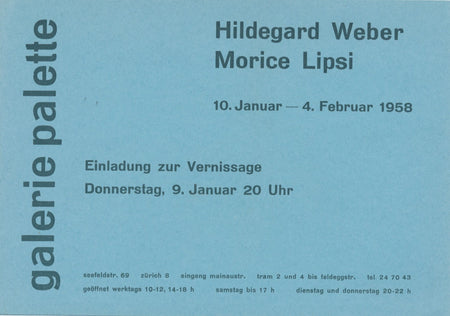 galerie palette
Hildegard Weber
Morice Lipsi
10. Januar — 4. Februar 1958
Einladung zur Vernissage
Donnerstag, 9. Januar 20 Uhr
seefeldstr. 69 zürich 8 eingang mainaustr. tram 2 und 4 bis feldeggstr. tel. 24 70 43
geöffnet werktags 10-12, 14-18 h samstag bis 17 h dienstag und donnerstag 20-22 h